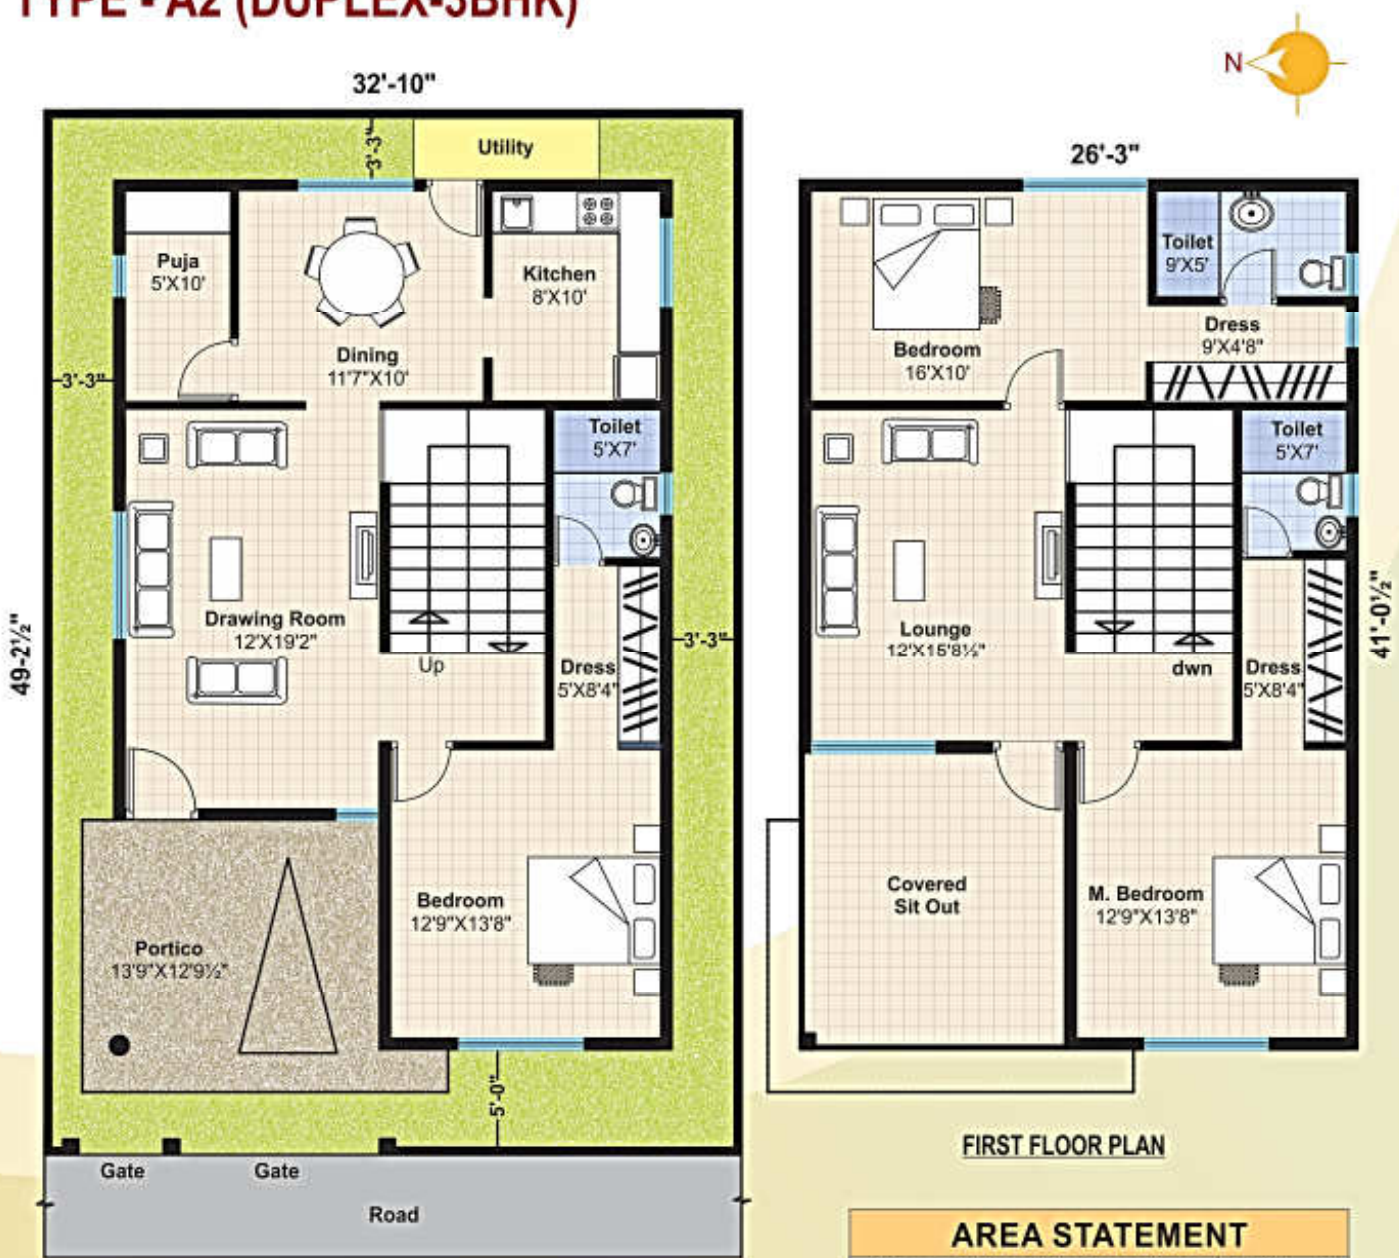 TYPE - A2 (DUPLEX-3BHK)
N
32'-10"
3'-3"
Utility
Puja
5'X10'
Kitchen
8'X10'
Dining
11'7"X10'
3'-3"
Toilet
5'X7'
49-2½"
Drawing Room
12'X19'2"
Up
Dress
5'X8'4"
3'-3"
Bedroom
12'9"X13'8"
Portico
13'9"X12'9½"
5'-0"
Gate
Gate
Road
26'-3"
Toilet
9'X5'
Dress
9'X4'8"
Bedroom
16'X10'
Toilet
5'X7'
41'-0½"
Lounge
12'X15'8½"
dwn
Dress
5'X8'4"
Covered
Sit Out
M. Bedroom
12'9"X13'8"
FIRST FLOOR PLAN
AREA STATEMENT